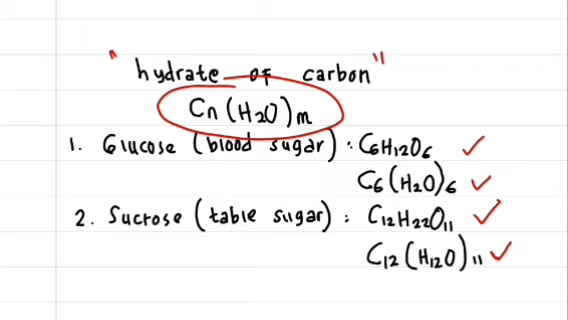 "hydrate of carbon"
Cn(H2O)m
1. Glucose (blood sugar) : C6H12O6
C6(H2O)6
2. Sucrose (table sugar) : C12H22O11
C12(H12O)11